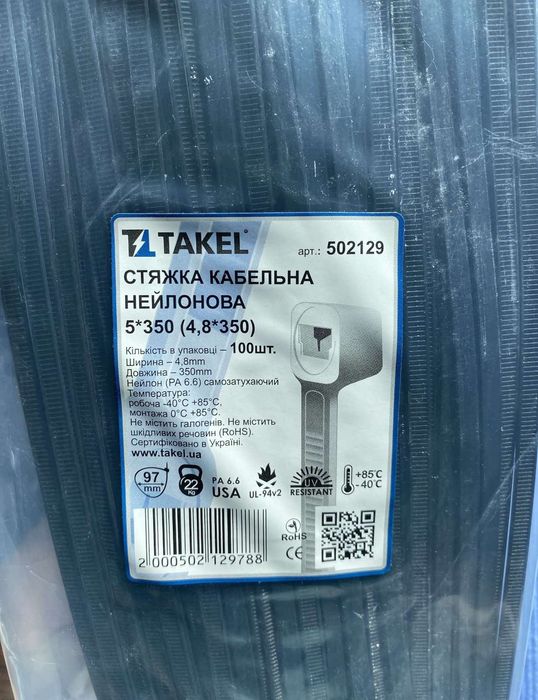 TAKEL®
арт.: 502129
СТЯЖКА КАБЕЛЬНА
НЕЙЛОНОВА
5*350 (4,8*350)
Кількість в упаковці – 100шт.
Ширина – 4,8mm
Довжина – 350mm
Нейлон (PA 6.6) самозатухаючий
Температура:
робоча -40°C +85°C,
монтажа 0°C +85°C.
Не містить галогенів. Не містить
шкідливих речовин (RoHS).
Сертифіковано в Україні.
www.takel.ua
97
mm
22
Kg
PA 6.6
USA
UL-94v2
UV
RESISTANT
+85°C
-40°C
RoHS
CE
2 000502 129788